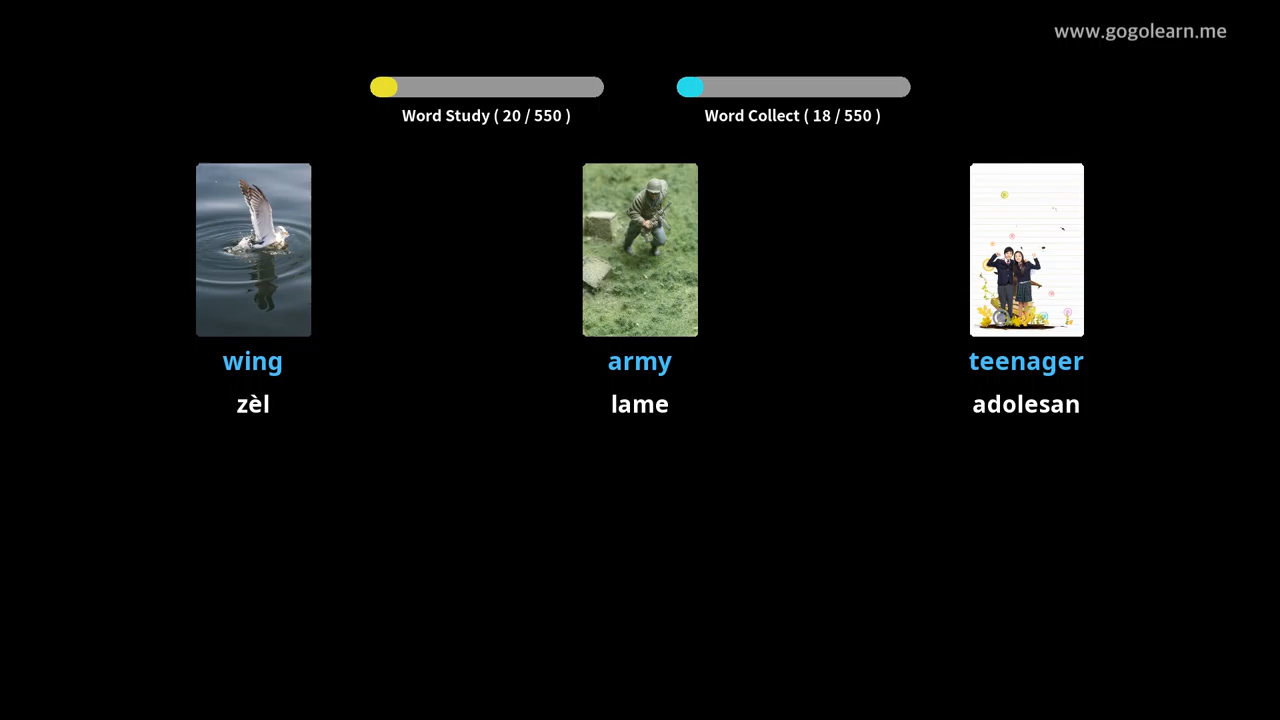 www.gogolearn.me
Word Study ( 20 / 550 )
Word Collect ( 18 / 550 )
wing
army
teenager
zèl
lame
adolesan